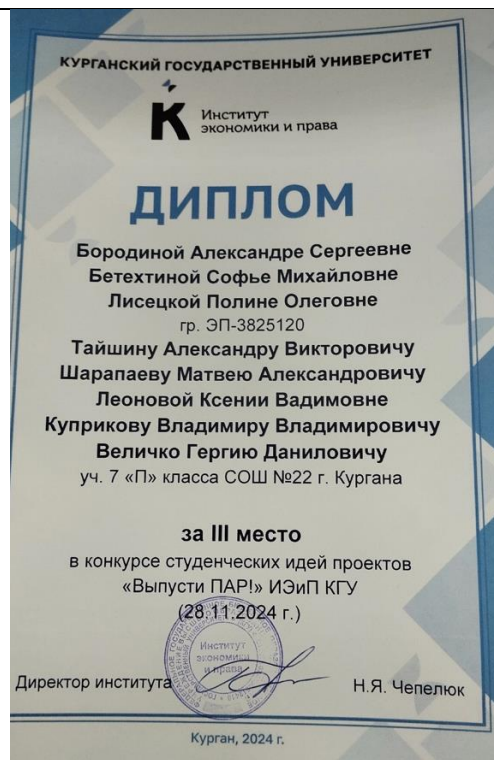 КУРГАНСКИЙ ГОСУДАРСТВЕННЫЙ УНИВЕРСИТЕТ
К
Институт
экономики и права
ДИПЛОМ
Бородиной Александре Сергеевне
Бетехтиной Софье Михайловне
Лисецкой Полине Олеговне
гр. ЭП-3825120
Тайшину Александру Викторовичу
Шарапаеву Матвею Александровичу
Леоновой Ксении Вадимовне
Куприкову Владимиру Владимировичу
Величко Гергию Даниловичу
уч. 7 «П» класса СОШ №22 г. Кургана
за III место
в конкурсе студенческих идей проектов
«Выпусти ПАР!» ИЭиП КГУ
(28.11.2024 г.)
Институт
экономики
и права
Директор института
Н.Я. Чепелюк
Курган, 2024 г.